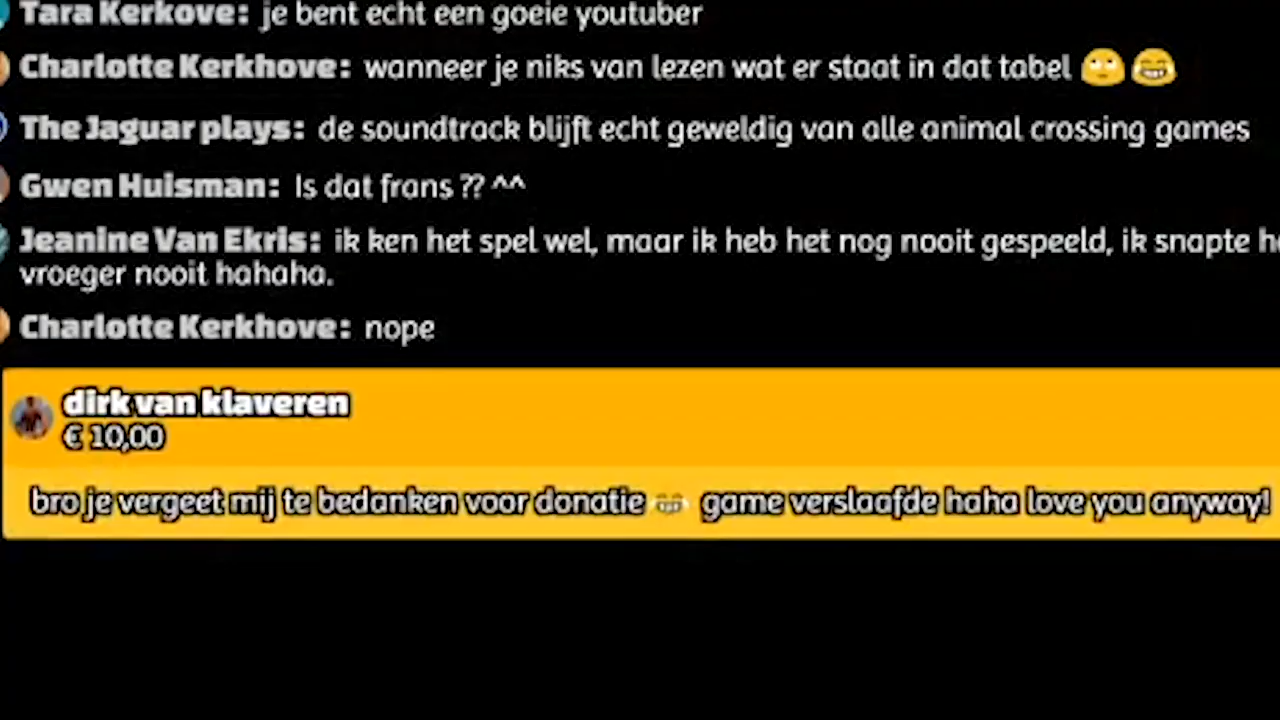 Tara Kerkove: je bent echt een goeie youtuber
Charlotte Kerkhove: wanneer je niks van lezen wat er staat in dat tabel 🙄😂
The Jaguar plays: de soundtrack blijft echt geweldig van alle animal crossing games
Gwen Huisman: Is dat frans ?? ^^
Jeanine Van Ekris: ik ken het spel wel, maar ik heb het nog nooit gespeeld, ik snapte
vroeger nooit hahaha.
Charlotte Kerkhove: nope
dirk van klaveren
€ 10,00
bro je vergeet mij te bedanken voor donatie 😂 game verslaafde haha love you anyway!